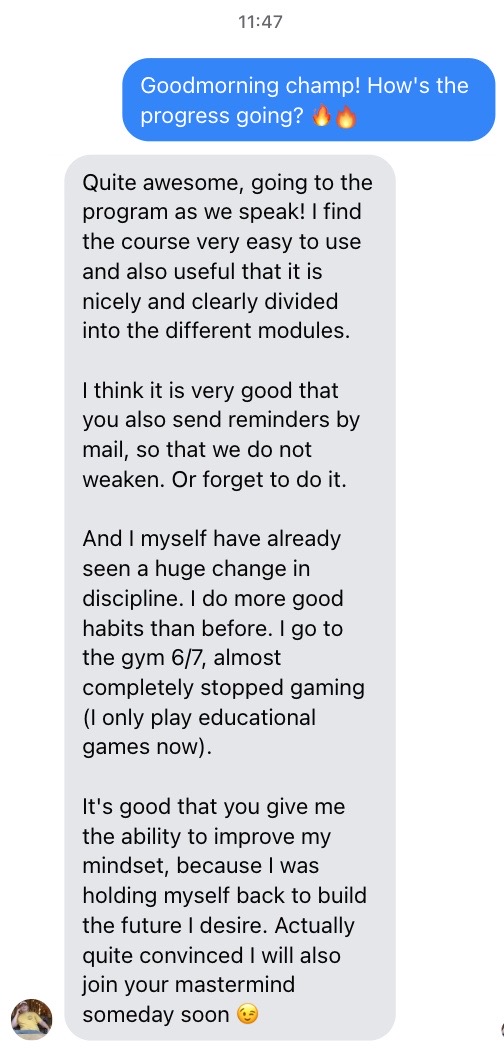 11:47
Goodmorning champ! How's the
progress going? 🔥🔥
Quite awesome, going to the
program as we speak! I find
the course very easy to use
and also useful that it is
nicely and clearly divided
into the different modules.
I think it is very good that
you also send reminders by
mail, so that we do not
weaken. Or forget to do it.
And I myself have already
seen a huge change in
discipline. I do more good
habits than before. I go to
the gym 6/7, almost
completely stopped gaming
(I only play educational
games now).
It's good that you give me
the ability to improve my
mindset, because I was
holding myself back to build
the future I desire. Actually
quite convinced I will also
join your mastermind
someday soon 😉